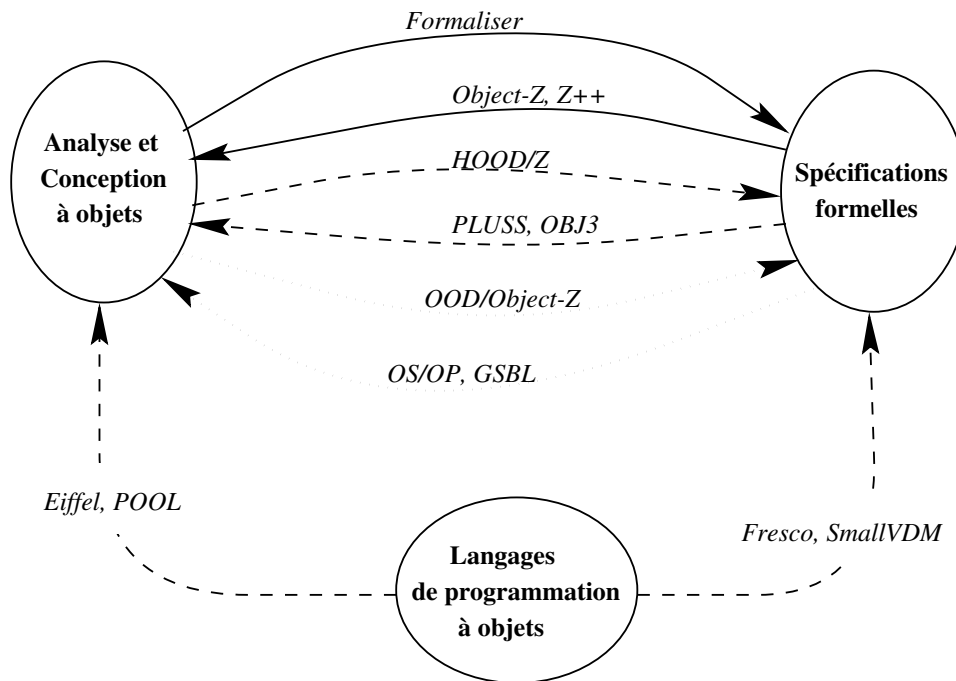 Formaliser
Object-Z, Z++
Analyse et
Conception
à objets
HOOD/Z
Spécifications
formelles
PLUSS, OBJ3
OOD/Object-Z
OS/OP, GSBL
Eiffel, POOL
Fresco, SmallVDM
Langages
de programmation
à objets